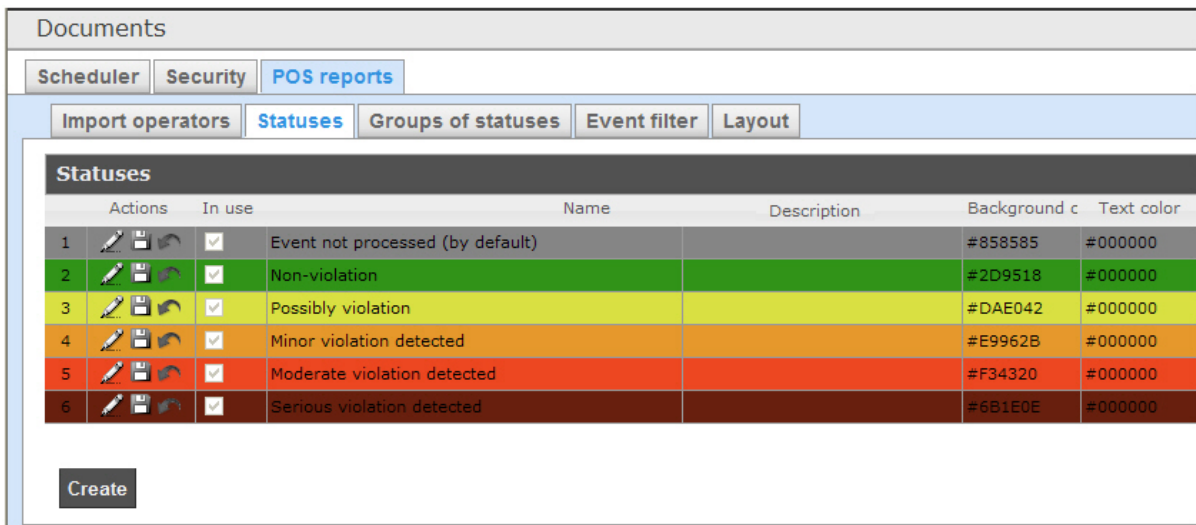 Documents
Scheduler Security POS reports
Import operators Statuses Groups of statuses Event filter Layout
Statuses
Actions In use Name Description Background c Text color
1 Event not processed (by default) #858585 #000000
2 Non-violation #2D9518 #000000
3 Possibly violation #DAE042 #000000
4 Minor violation detected #E9962B #000000
5 Moderate violation detected #F34320 #000000
6 Serious violation detected #6B1E0E #000000
Create